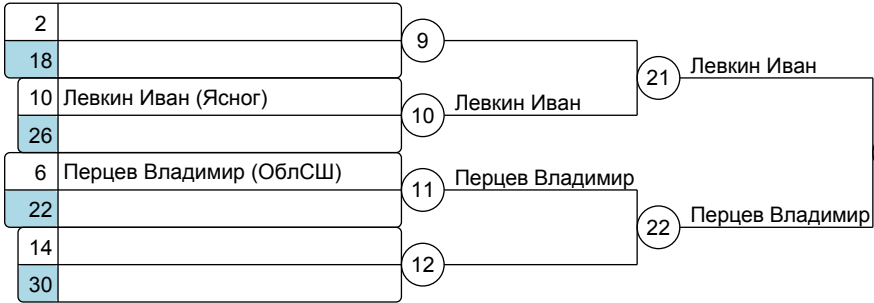 2
18
9
10 Левкин Иван (Ясног)
26
10
Левкин Иван
21
Левкин Иван
6 Перцев Владимир (ОблСШ)
22
11
Перцев Владимир
14
30
12
22
Перцев Владимир